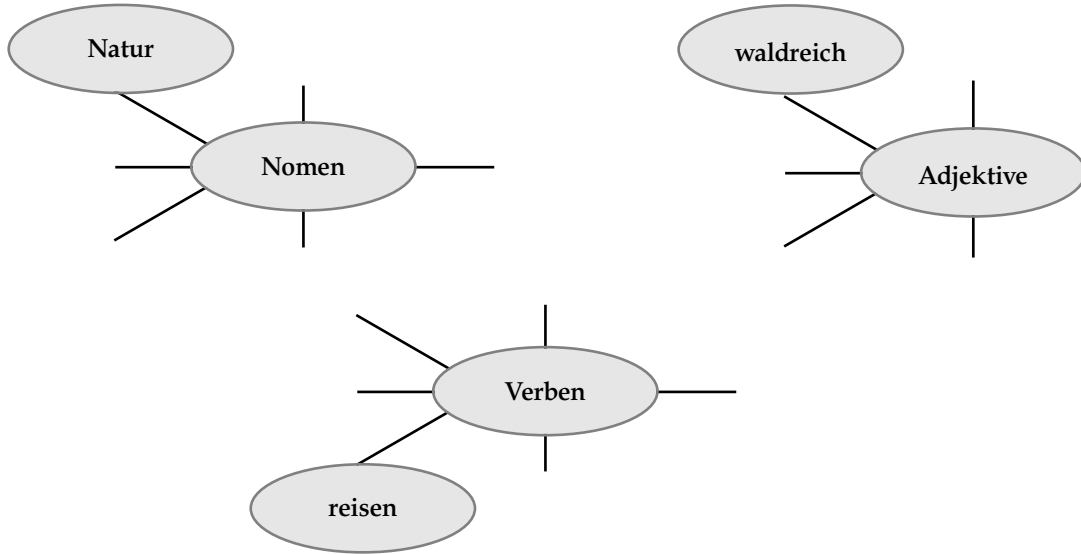 Natur
Nomen
waldreich
Adjektive
Verben
reisen